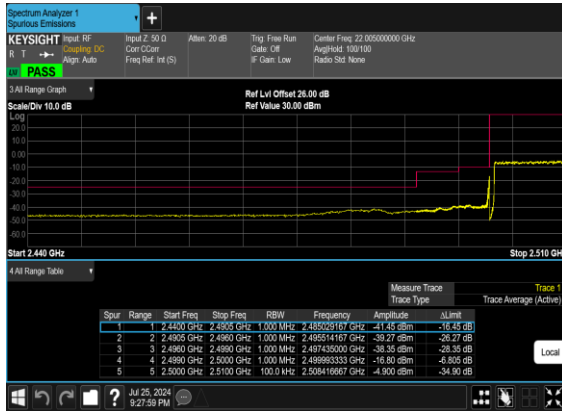 Spectrum Analyzer 1
Spurious Emissions
KEYSIGHT
R T
LU
PASS
Input: RF
Coupling: DC
Align: Auto
Input Z: 50 Ω
Corr CCorr
Freq Ref: Int (S)
Atten: 20 dB
Trig: Free Run
Gate: Off
IF Gain: Low
Center Freq: 22.005000000 GHz
Avg|Hold: 100/100
Radio Std: None
3 All Range Graph
Scale/Div 10.0 dB
Ref Lvl Offset 26.00 dB
Ref Value 30.00 dBm
Log
20.0
10.0
0.00
-10.0
-20.0
-30.0
-40.0
-50.0
-60.0
Start 2.440 GHz
Stop 2.510 GHz
4 All Range Table
Measure Trace Trace 1
Trace Type Trace Average (Active)
Spur Range Start Freq Stop Freq RBW Frequency Amplitude ΔLimit
1 1 2.4400 GHz 2.4905 GHz 1.000 MHz 2.485029167 GHz -41.45 dBm -16.45 dB
2 2 2.4905 GHz 2.4960 GHz 1.000 MHz 2.495514167 GHz -39.27 dBm -26.27 dB
3 3 2.4960 GHz 2.4990 GHz 1.000 MHz 2.497435000 GHz -38.35 dBm -28.35 dB
4 4 2.4990 GHz 2.5000 GHz 1.000 MHz 2.499993333 GHz -16.80 dBm -6.805 dB
5 5 2.5000 GHz 2.5100 GHz 100.0 kHz 2.508416667 GHz -4.900 dBm -34.90 dB
Local
Jul 25, 2024
9:27:59 PM